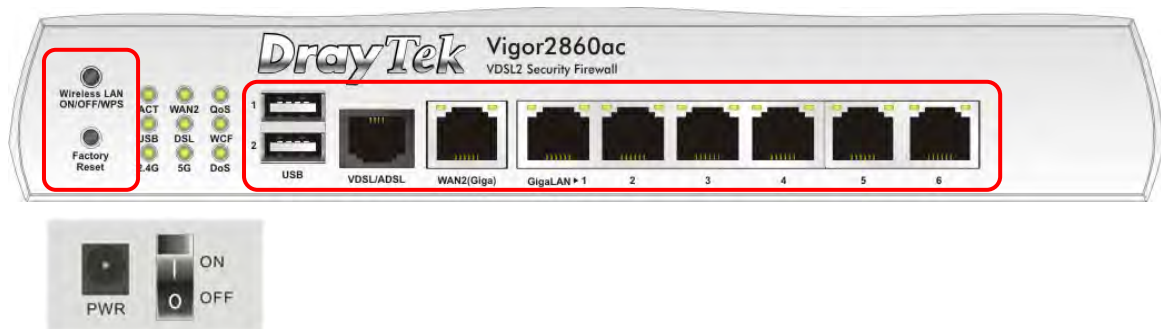 DrayTek
Vigor2860ac
VDSL2 Security Firewall
Wireless LAN
ON/OFF/WPS
Factory
Reset
ACT WAN2 QoS
USB DSL WCF
2.4G 5G DoS
1
2
USB
VDSL/ADSL
WAN2(Giga)
GigaLAN ▶ 1 2 3 4 5 6
PWR
I ON
O OFF